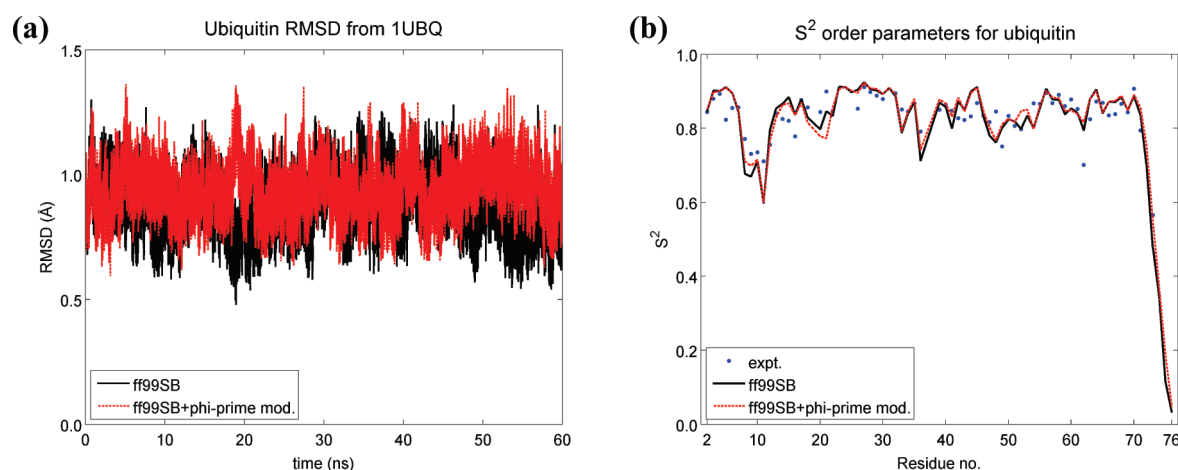 (a)
Ubiquitin RMSD from 1UBQ
1.5
1.0
0.5
0.0
RMSD (Å)
ff99SB
ff99SB+phi-prime mod.
0 10 20 30 40 50 60
time (ns)
(b)
S² order parameters for ubiquitin
1.0
0.8
0.6
0.4
0.2
0.0
S²
expt.
ff99SB
ff99SB+phi-prime mod.
2 10 20 30 40 50 60 70 76
Residue no.